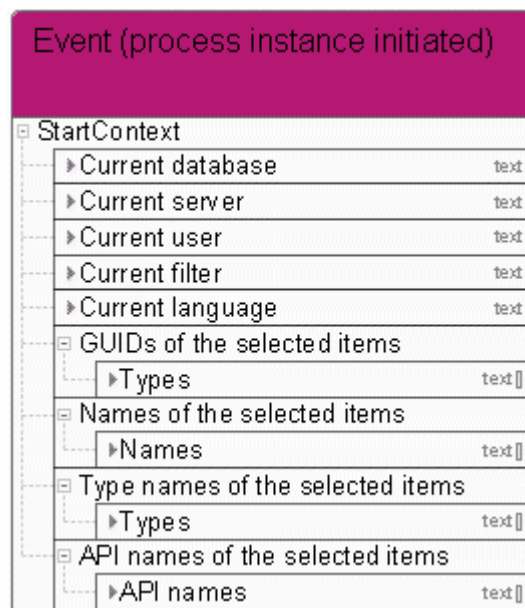 Event (process instance initiated)
StartContext
Current database text
Current server text
Current user text
Current filter text
Current language text
GUIDs of the selected items
Types text[]
Names of the selected items
Names text[]
Type names of the selected items
Types text[]
API names of the selected items
API names text[]